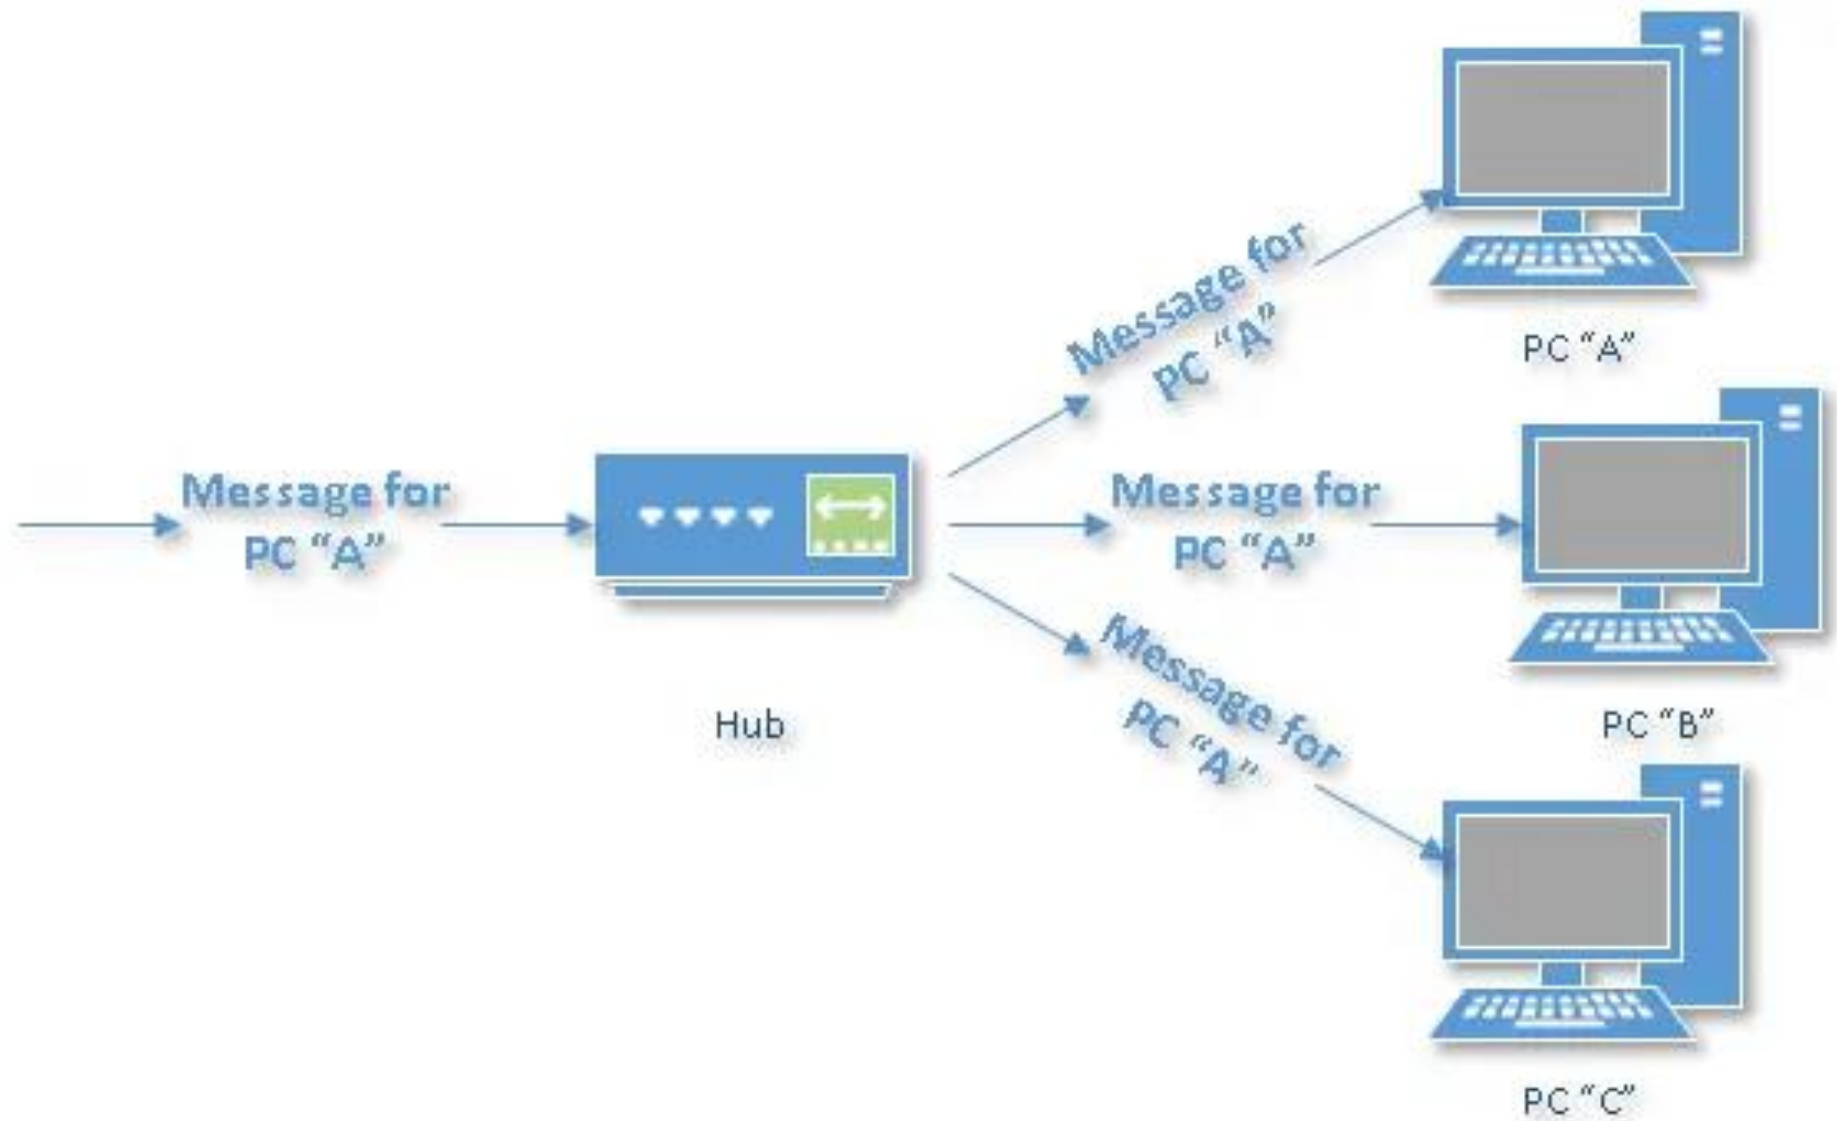 Message for
PC “A”
Hub
Message for
PC “A”
PC “A”
Message for
PC “A”
PC “B”
Message for
PC “A”
PC “C”